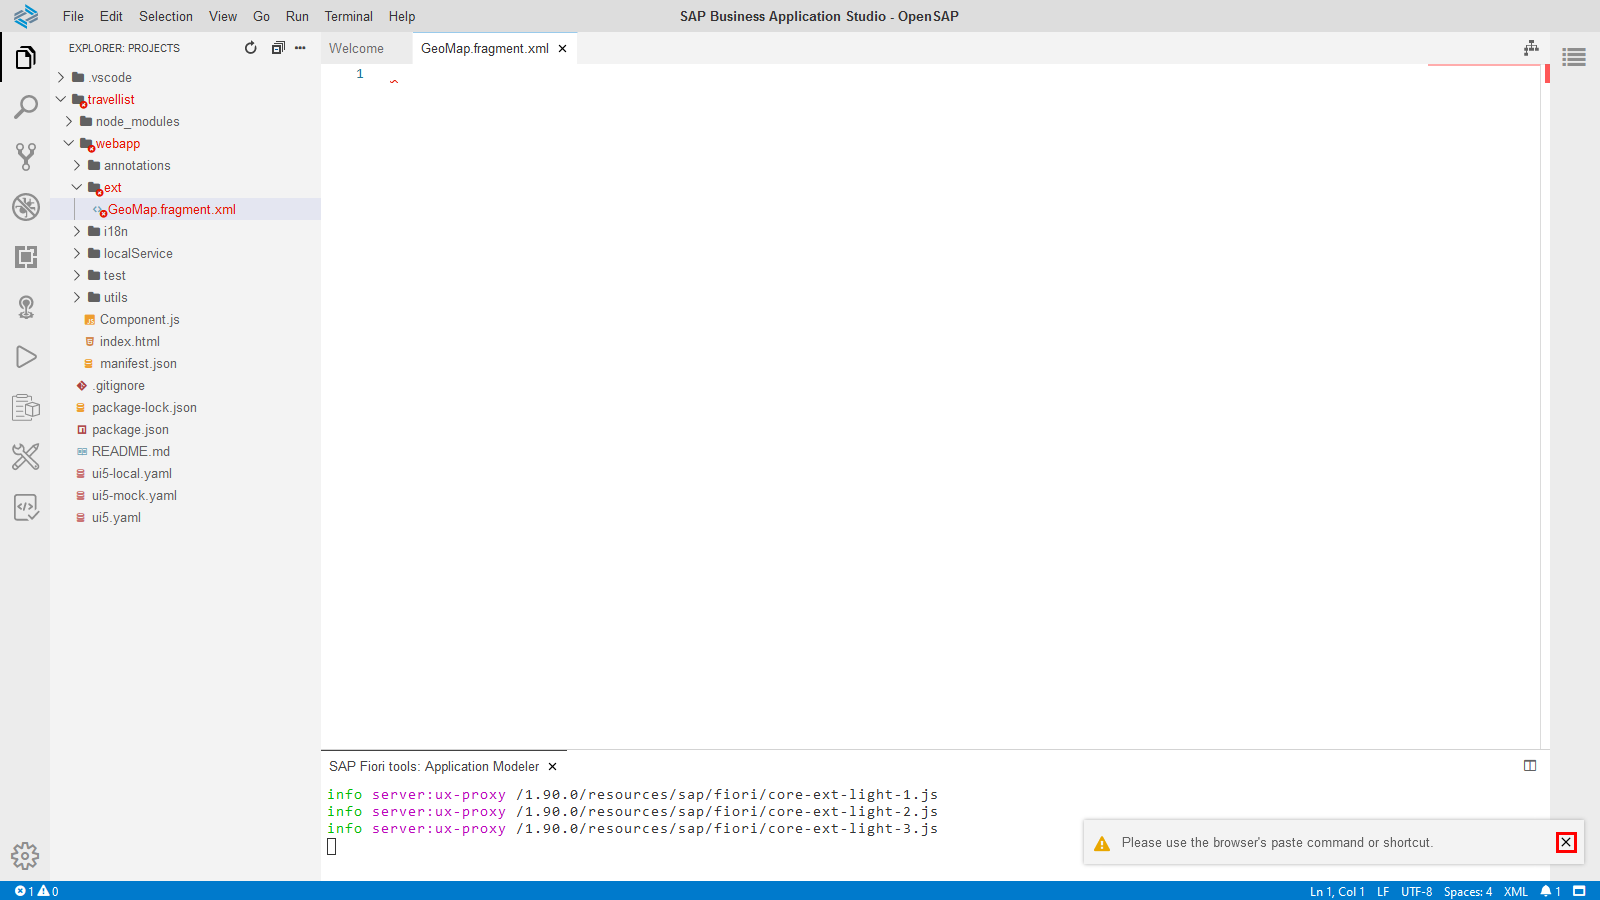 File Edit Selection View Go Run Terminal Help
SAP Business Application Studio - OpenSAP
EXPLORER: PROJECTS
Welcome
GeoMap.fragment.xml
1
.vscode
travellist
node_modules
webapp
annotations
ext
GeoMap.fragment.xml
i18n
localService
test
utils
Component.js
index.html
manifest.json
.gitignore
package-lock.json
package.json
README.md
ui5-local.yaml
ui5-mock.yaml
ui5.yaml
SAP Fiori tools: Application Modeler
info server:ux-proxy /1.90.0/resources/sap/fiori/core-ext-light-1.js
info server:ux-proxy /1.90.0/resources/sap/fiori/core-ext-light-2.js
info server:ux-proxy /1.90.0/resources/sap/fiori/core-ext-light-3.js
Please use the browser's paste command or shortcut.
1 0
Ln 1, Col 1 LF UTF-8 Spaces: 4 XML 1